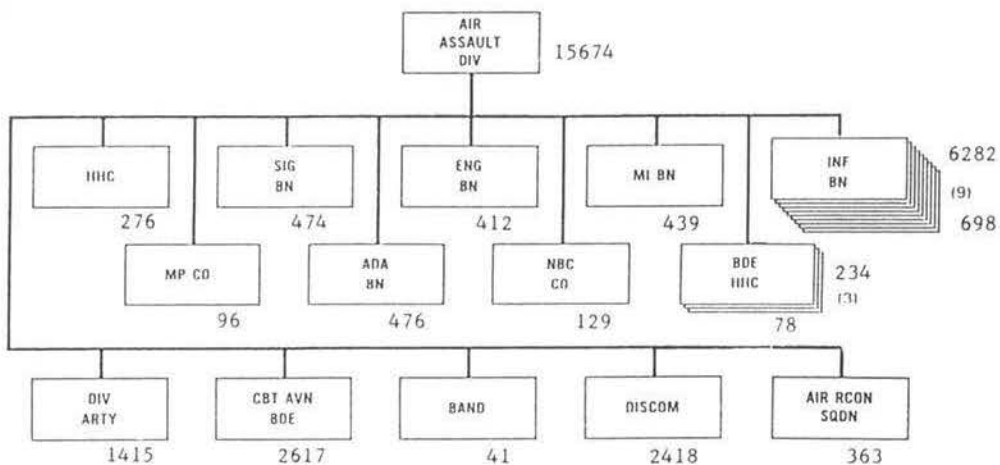 AIR
ASSAULT
DIV
15674
HHC
276
SIG
BN
474
ENG
BN
412
MI BN
439
INF
BN
6282
(9)
698
MP CO
96
ADA
BN
476
NBC
CO
129
BDE
HHC
234
(3)
78
DIV
ARTY
1415
CBT AVN
BDE
2617
BAND
41
DISCOM
2418
AIR RCON
SQDN
363